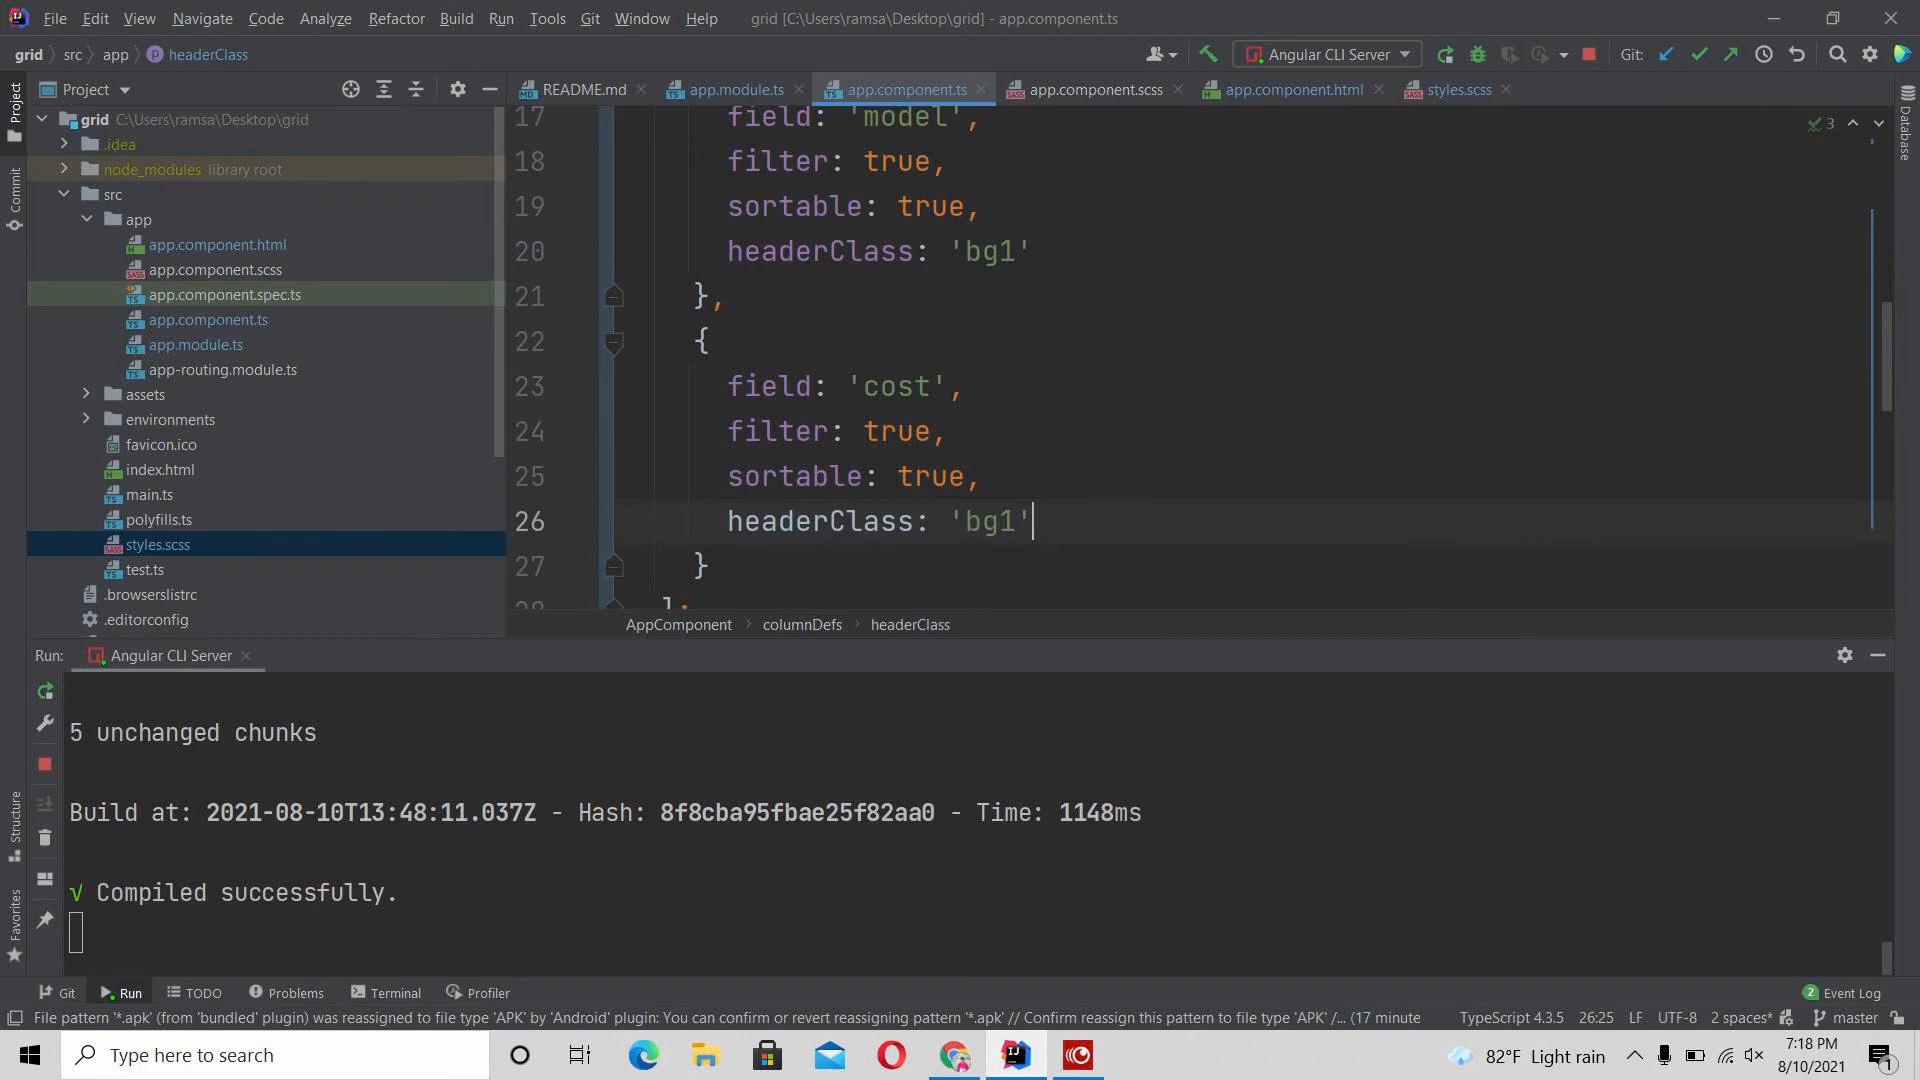 File Edit View Navigate Code Analyze Refactor Build Run Tools Git Window Help grid [C:\Users\ramsa\Desktop\grid] - app.component.ts
grid src app headerClass Angular CLI Server Git:
Project README.md app.module.ts app.component.ts app.component.scss app.component.html styles.scss
grid C:\Users\ramsa\Desktop\grid
.idea
node_modules library root
src
app
app.component.html
app.component.scss
app.component.spec.ts
app.component.ts
app.module.ts
app-routing.module.ts
assets
environments
favicon.ico
index.html
main.ts
polyfills.ts
styles.scss
test.ts
.browserslistrc
.editorconfig
17 field: 'model',
18 filter: true,
19 sortable: true,
20 headerClass: 'bg1'
21 },
22 {
23 field: 'cost',
24 filter: true,
25 sortable: true,
26 headerClass: 'bg1'
27 }
28 ];
3
AppComponent columnDefs headerClass
Project
Commit
Structure
Favorites
Database
Run: Angular CLI Server
5 unchanged chunks
Build at: 2021-08-10T13:48:11.037Z - Hash: 8f8cba95fbae25f82aa0 - Time: 1148ms
√ Compiled successfully.
Git Run TODO Problems Terminal Profiler 2 Event Log
File pattern '*.apk' (from 'bundled' plugin) was reassigned to file type 'APK' by 'Android' plugin: You can confirm or revert reassigning pattern '*.apk' // Confirm reassign this pattern to file type 'APK' /... (17 minute TypeScript 4.3.5 26:25 LF UTF-8 2 spaces* master
Type here to search 82°F Light rain 7:18 PM
8/10/2021 1